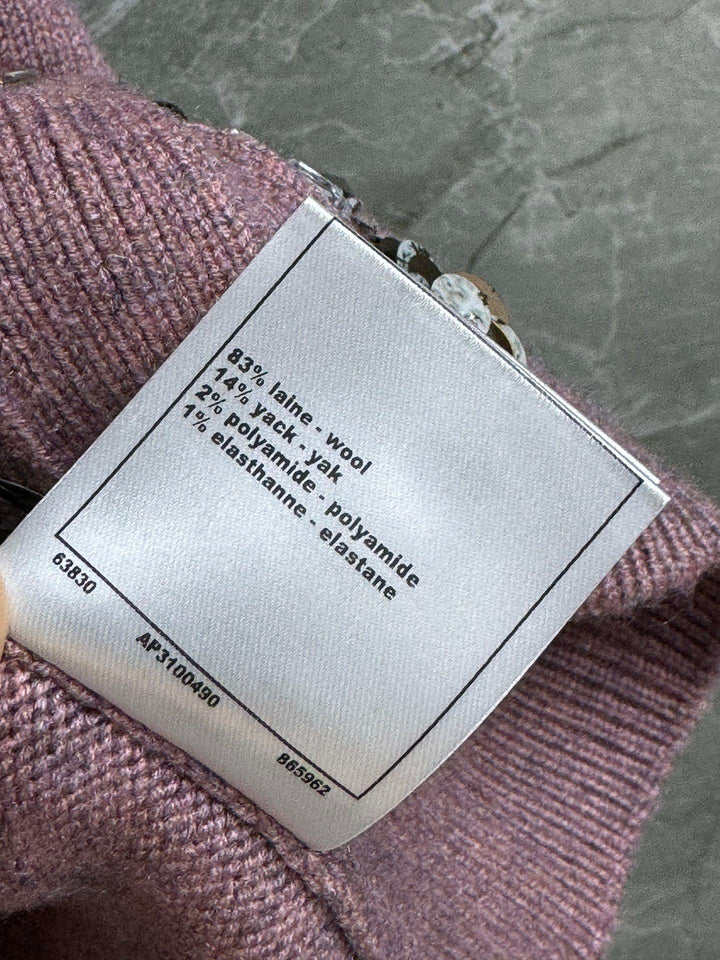 83% laine - wool
14% yack - yak
2% polyamide - polyamide
1% elasthanne - elastane
63830
AP3100490
865962